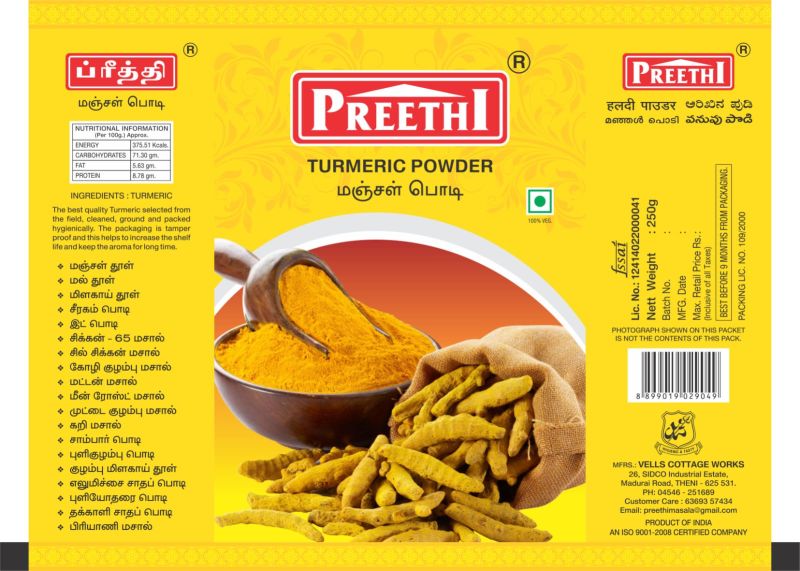 ப்ரீத்தி ®
மஞ்சள் பொடி
NUTRITIONAL INFORMATION
(Per 100g.) Approx.
ENERGY 375.51 Kcals.
CARBOHYDRATES 71.30 gm.
FAT 5.63 gm.
PROTEIN 8.78 gm.
INGREDIENTS : TURMERIC
The best quality Turmeric selected from
the field, cleaned, ground and packed
hygienically. The packaging is tamper
proof and this helps to increase the shelf
life and keep the aroma for long time.
❖ மஞ்சள் தூள்
❖ மல் தூள்
❖ மிளகாய் தூள்
❖ சீரகம் பொடி
❖ இட் பொடி
❖ சிக்கன் - 65 மசால்
❖ சில் சிக்கன் மசால்
❖ கோழி குழம்பு மசால்
❖ மட்டன் மசால்
❖ மீன் ரோஸ்ட் மசால்
❖ முட்டை குழம்பு மசால்
❖ கறி மசால்
❖ சாம்பார் பொடி
❖ புளிகுழம்பு பொடி
❖ குழம்பு மிளகாய் தூள்
❖ எலுமிச்சை சாதப் பொடி
❖ புளியோதரை பொடி
❖ தக்காளி சாதப் பொடி
❖ பிரியாணி மசால்
PREETHI ®
TURMERIC POWDER
மஞ்சள் பொடி
100% VEG.
PREETHI ®
हलदी पाउडर ಅರಿಶಿನ ಪುಡಿ
മഞ്ഞൾ പൊടി
fssai
Lic. No.: 12414022000041
Nett Weight : 250g
Batch No. :
MFG. Date :
Max. Retail Price Rs. :
(Inclusive of all Taxes)
BEST BEFORE 9 MONTHS FROM PACKAGING.
PACKING LIC. NO. 109/2000
PHOTOGRAPH SHOWN ON THIS PACKET
IS NOT THE CONTENTS OF THIS PACK.
8 899019 029049
HYGIENE & TASTY
MFRS.: VELLS COTTAGE WORKS
26, SIDCO Industrial Estate,
Madurai Road, THENI - 625 531.
PH: 04546 - 251689
Customer Care : 63693 57434
Email: preethimasala@gmail.com
PRODUCT OF INDIA
AN ISO 9001-2008 CERTIFIED COMPANY